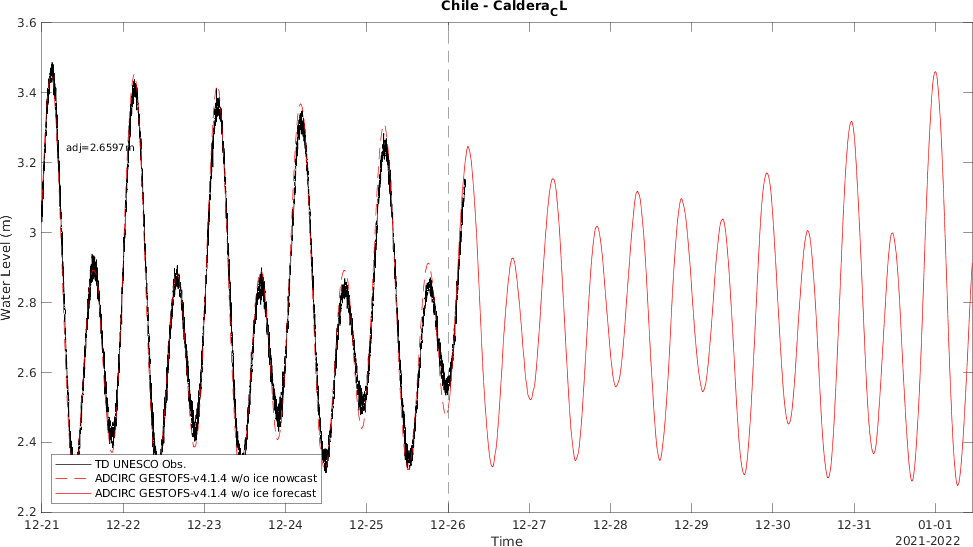 Chile - Caldera_CL
3.6
3.4
adj=2.6597m
3.2
3
Water Level (m)
2.8
2.6
2.4
TD UNESCO Obs.
ADCIRC GESTOFS-v4.1.4 w/o ice nowcast
ADCIRC GESTOFS-v4.1.4 w/o ice forecast
2.2
12-21 12-22 12-23 12-24 12-25 12-26 12-27 12-28 12-29 12-30 12-31 01-01
Time
2021-2022